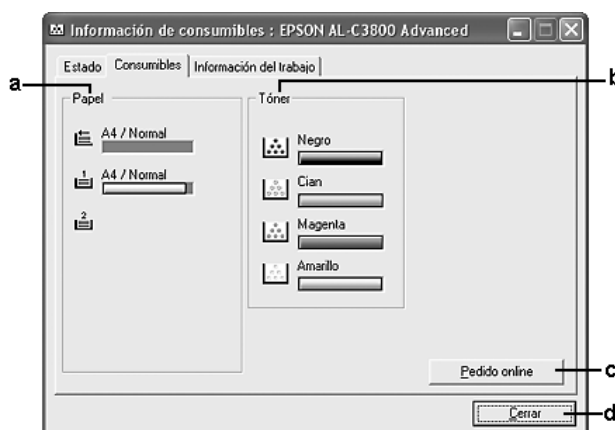 Información de consumibles : EPSON AL-C3800 Advanced
Estado Consumibles Información del trabajo
a b
Papel Tóner
A4 / Normal
Negro
1 A4 / Normal
Cian
2
Magenta
Amarillo
Pedido online c
Cerrar d